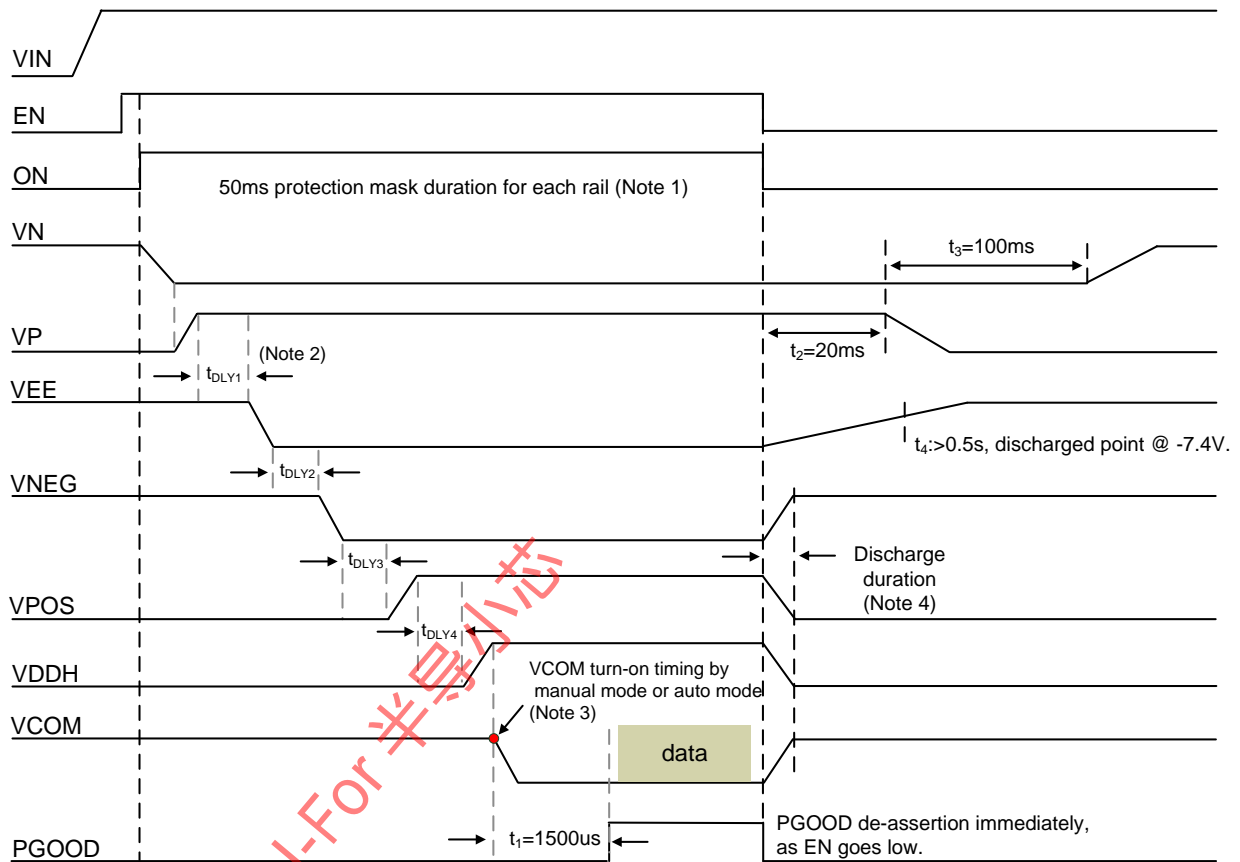 VIN
EN
ON
50ms protection mask duration for each rail (Note 1)
VN
t3=100ms
VP
t2=20ms
(Note 2)
tDLY1
VEE
t4:>0.5s, discharged point @ -7.4V.
tDLY2
VNEG
tDLY3
Discharge
duration
(Note 4)
VPOS
tDLY4
VDDH
VCOM turn-on timing by
manual mode or auto mode
(Note 3)
VCOM
data
t1=1500us
PGOOD
PGOOD de-assertion immediately,
as EN goes low.
-For 半导小芯